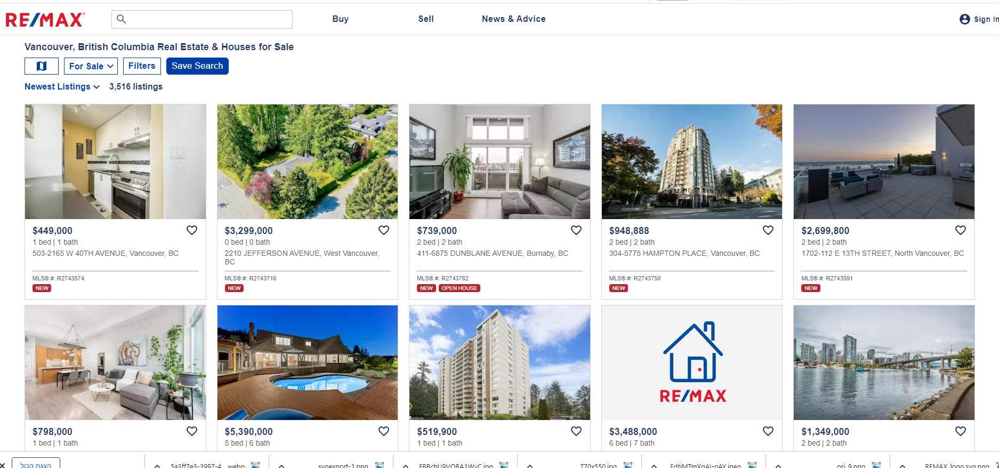 RE/MAX
Buy
Sell
News & Advice
Sign In
Vancouver, British Columbia Real Estate & Houses for Sale
For Sale
Filters
Save Search
Newest Listings
3,516 listings
$449,000
1 bed | 1 bath
503-2165 W 40TH AVENUE, Vancouver, BC
MLS® #: R2743574
NEW
$3,299,000
0 bed | 0 bath
2210 JEFFERSON AVENUE, West Vancouver,
BC
MLS® #: R2743716
NEW
$739,000
2 bed | 2 bath
411-6875 DUNBLANE AVENUE, Burnaby, BC
MLS® #: R2743762
NEW OPEN HOUSE
$948,888
2 bed | 2 bath
304-5775 HAMPTON PLACE, Vancouver, BC
MLS® #: R2743750
NEW
$2,699,800
2 bed | 2 bath
1702-112 E 13TH STREET, North Vancouver, BC
MLS® #: R2743591
NEW
$798,000
1 bed | 1 bath
$5,390,000
5 bed | 6 bath
$519,900
1 bed | 1 bath
RE/MAX
$3,488,000
6 bed | 7 bath
$1,349,000
2 bed | 2 bath
הצגת הכול
5a3ff7e3-3997-4....webp
svgexport-1.png
770x550.jpg
ori_9.png
REMAX_logo.svg.png